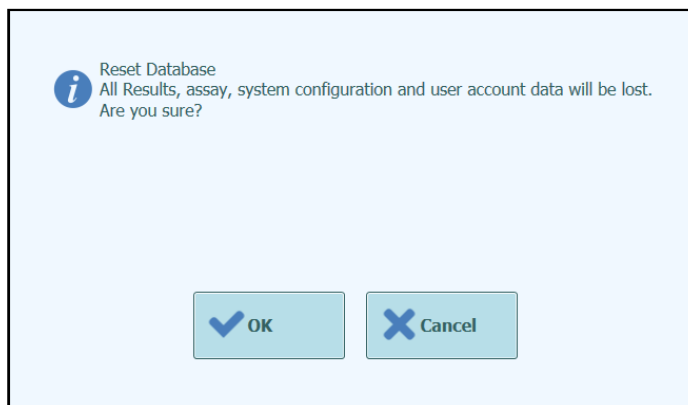 Reset Database
All Results, assay, system configuration and user account data will be lost.
Are you sure?
OK
Cancel